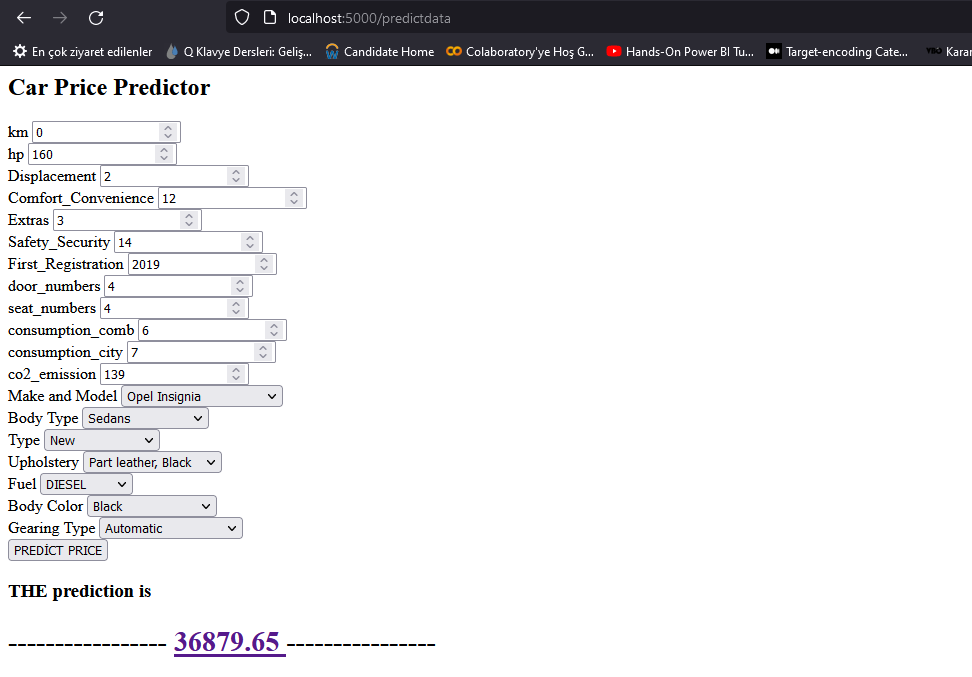 localhost:5000/predictdata
En çok ziyaret edilenler Q Klavye Dersleri: Geliş... Candidate Home Colaboratory'ye Hoş G... Hands-On Power BI Tu... Target-encoding Cate... Karar
Car Price Predictor
km 0
hp 160
Displacement 2
Comfort_Convenience 12
Extras 3
Safety_Security 14
First_Registration 2019
door_numbers 4
seat_numbers 4
consumption_comb 6
consumption_city 7
co2_emission 139
Make and Model Opel Insignia
Body Type Sedans
Type New
Upholstery Part leather, Black
Fuel DIESEL
Body Color Black
Gearing Type Automatic
PREDİCT PRICE
THE prediction is
----------------- 36879.65 ----------------